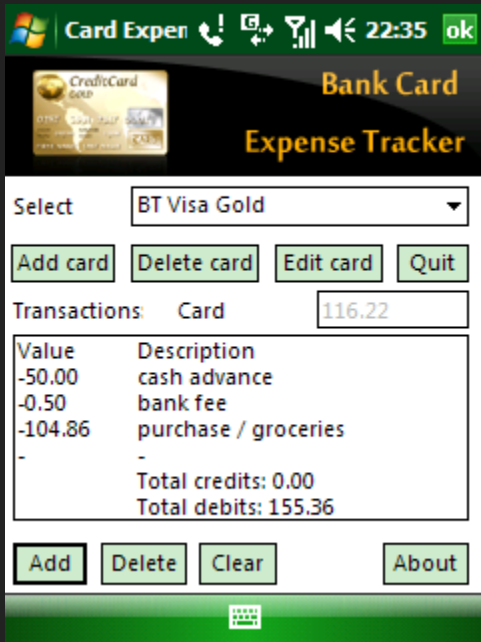 Card Expen 22:35 ok
CreditCard
GOLD
Bank Card
Expense Tracker
Select BT Visa Gold
Add card Delete card Edit card Quit
Transactions: Card 116.22
Value Description
-50.00 cash advance
-0.50 bank fee
-104.86 purchase / groceries
- -
Total credits: 0.00
Total debits: 155.36
Add Delete Clear About